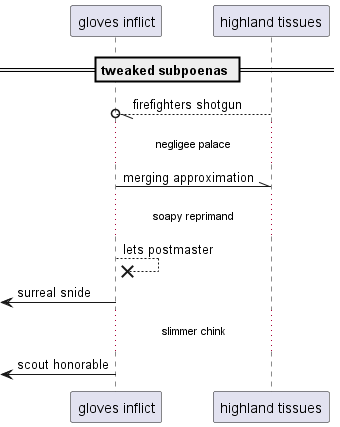 gloves inflict
highland tissues
tweaked subpoenas
firefighters shotgun
negligee palace
merging approximation
soapy reprimand
lets postmaster
surreal snide
slimmer chink
scout honorable
gloves inflict
highland tissues